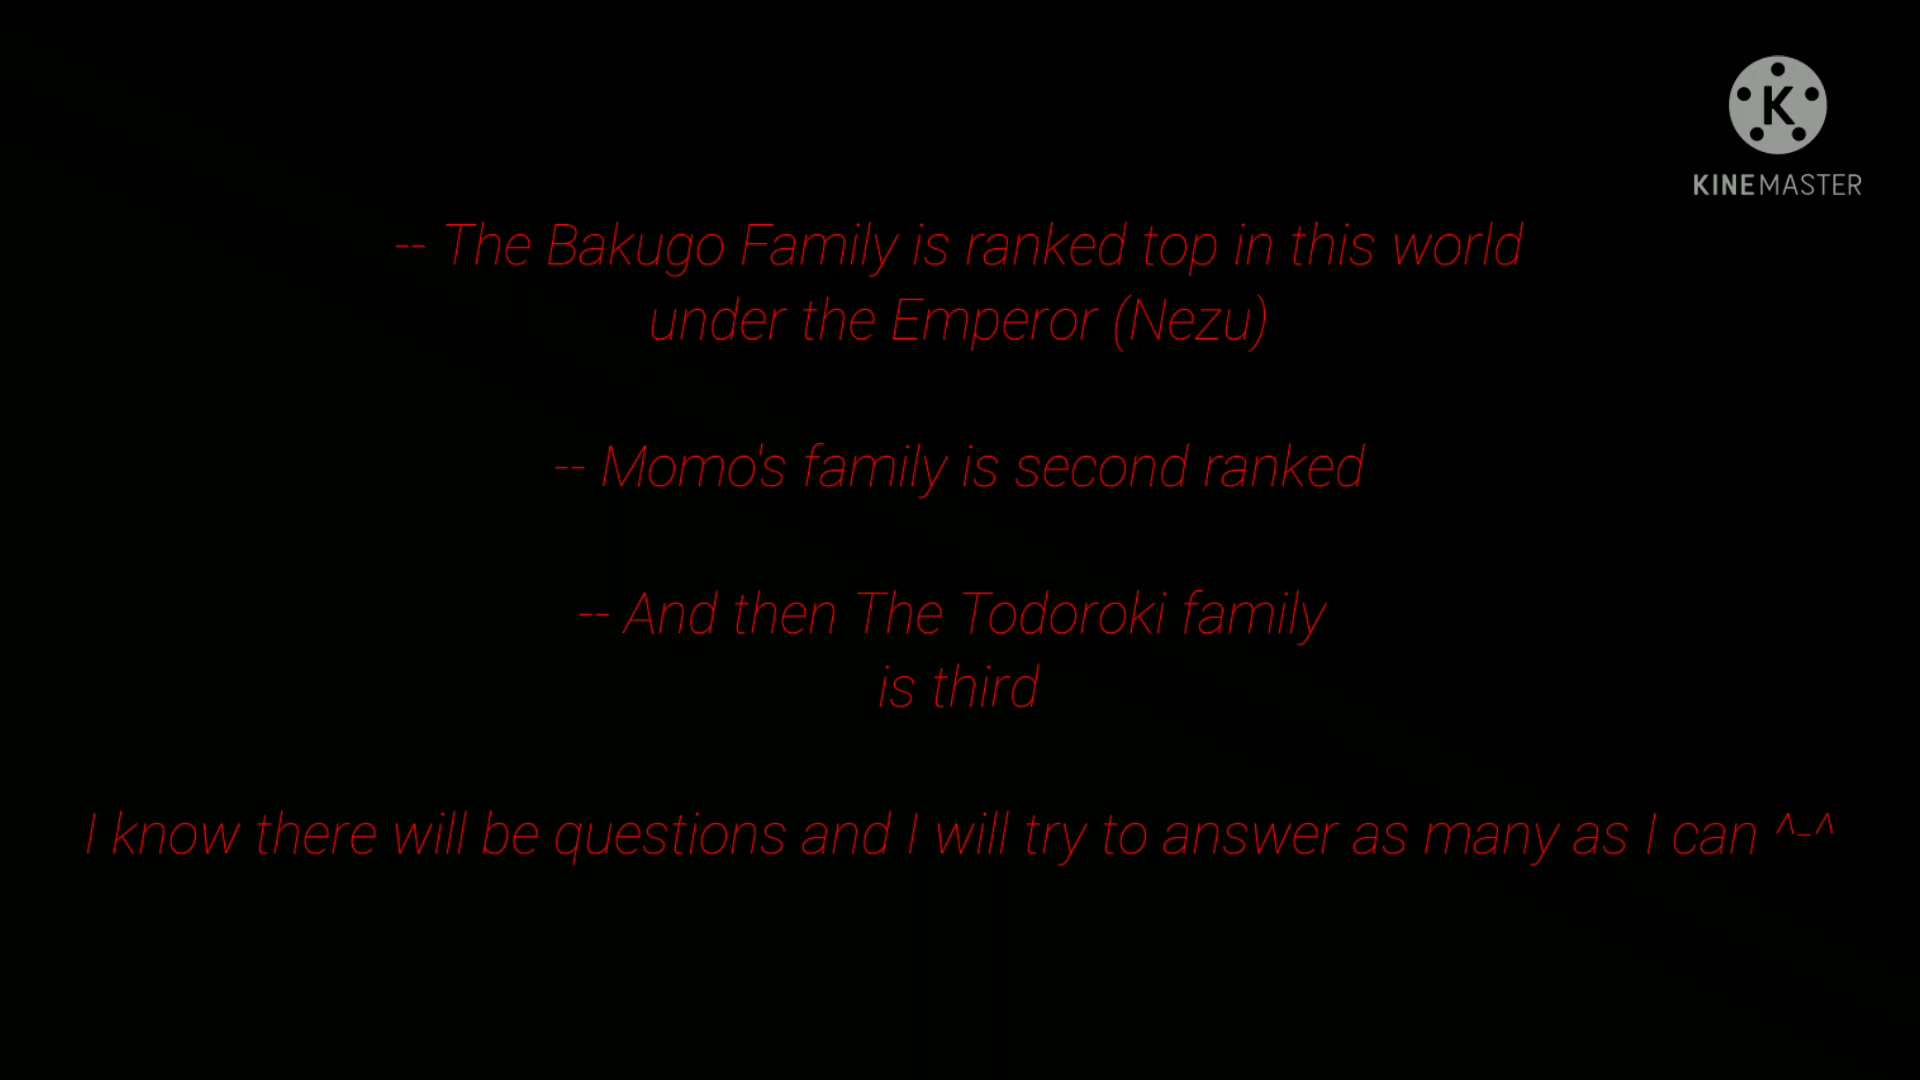 K
KINEMASTER
-- The Bakugo Family is ranked top in this world
under the Emperor (Nezu)
-- Momo's family is second ranked
-- And then The Todoroki family
is third
I know there will be questions and I will try to answer as many as I can ^-^